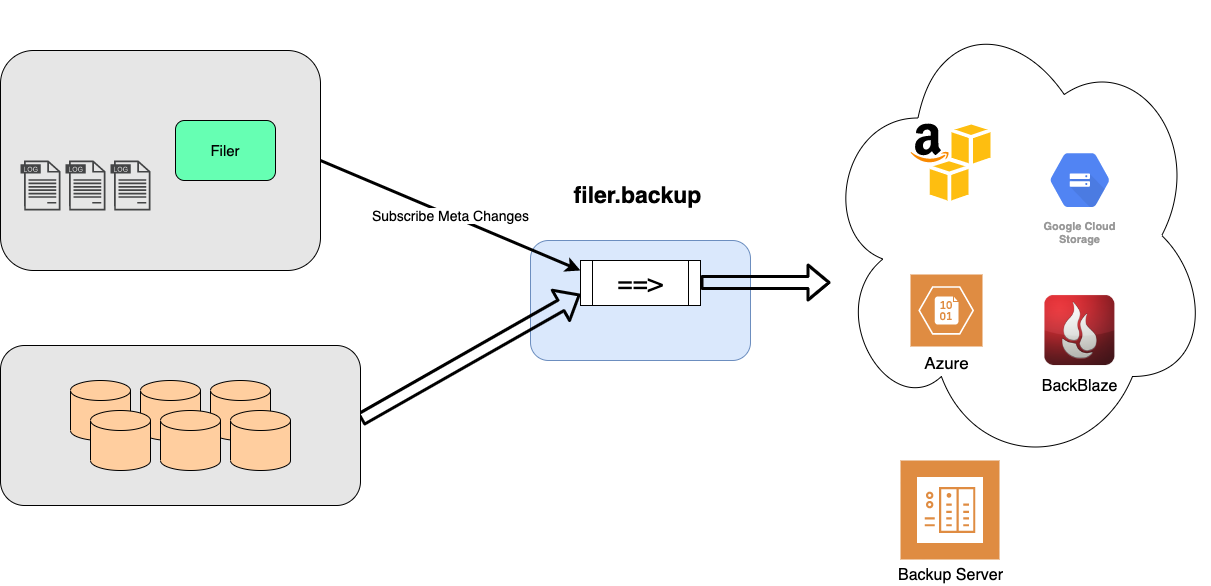 Filer
LOG LOG LOG
Subscribe Meta Changes
filer.backup
==>
a
Google Cloud
Storage
10
01
Azure
BackBlaze
Backup Server